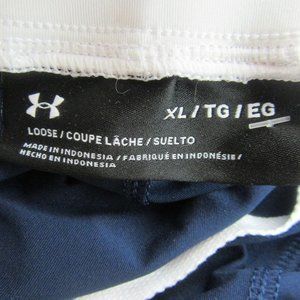 XL / TG / EG
LOOSE / COUPE LÂCHE / SUELTO
MADE IN INDONESIA / FABRIQUÉ EN INDONÉSIE /
HECHO EN INDONESIA